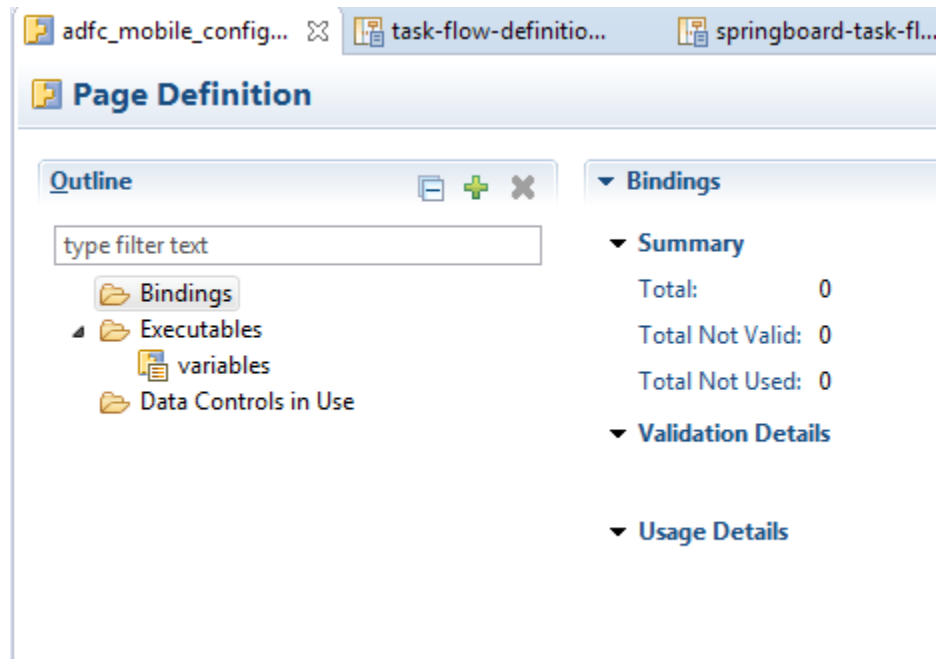 adfc_mobile_config...
task-flow-definitio...
springboard-task-fl...
Page Definition
Outline
type filter text
Bindings
Executables
variables
Data Controls in Use
Bindings
Summary
Total: 0
Total Not Valid: 0
Total Not Used: 0
Validation Details
Usage Details